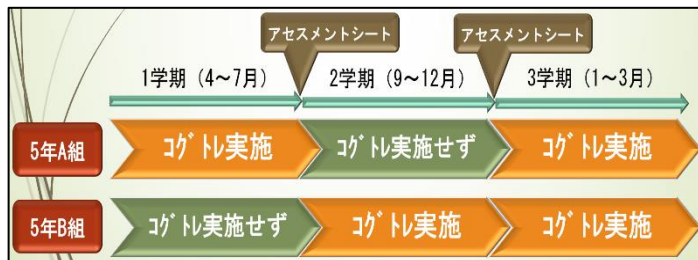 アセスメントシート
アセスメントシート
1学期（4～7月）
2学期（9～12月）
3学期（1～3月）
5年A組
ｺｸﾞﾄﾚ実施
ｺｸﾞﾄﾚ実施せず
ｺｸﾞﾄﾚ実施
5年B組
ｺｸﾞﾄﾚ実施せず
ｺｸﾞﾄﾚ実施
ｺｸﾞﾄﾚ実施